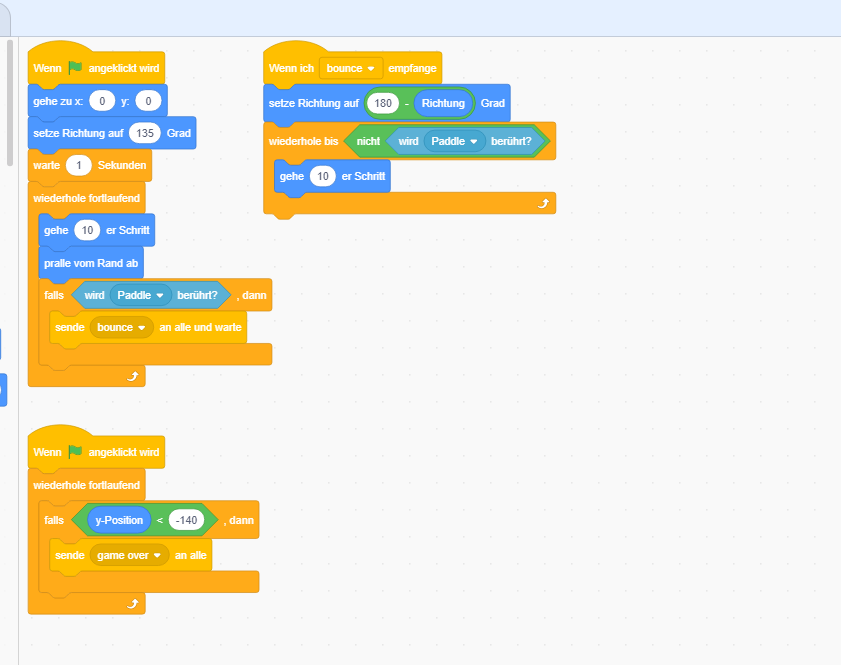 Wenn angeklickt wird
gehe zu x: 0 y: 0
setze Richtung auf 135 Grad
warte 1 Sekunden
wiederhole fortlaufend
gehe 10 er Schritt
pralle vom Rand ab
falls wird Paddle berührt? , dann
sende bounce an alle und warte
Wenn ich bounce empfange
setze Richtung auf 180 - Richtung Grad
wiederhole bis nicht wird Paddle berührt?
gehe 10 er Schritt
Wenn angeklickt wird
wiederhole fortlaufend
falls y-Position < -140 , dann
sende game over an alle